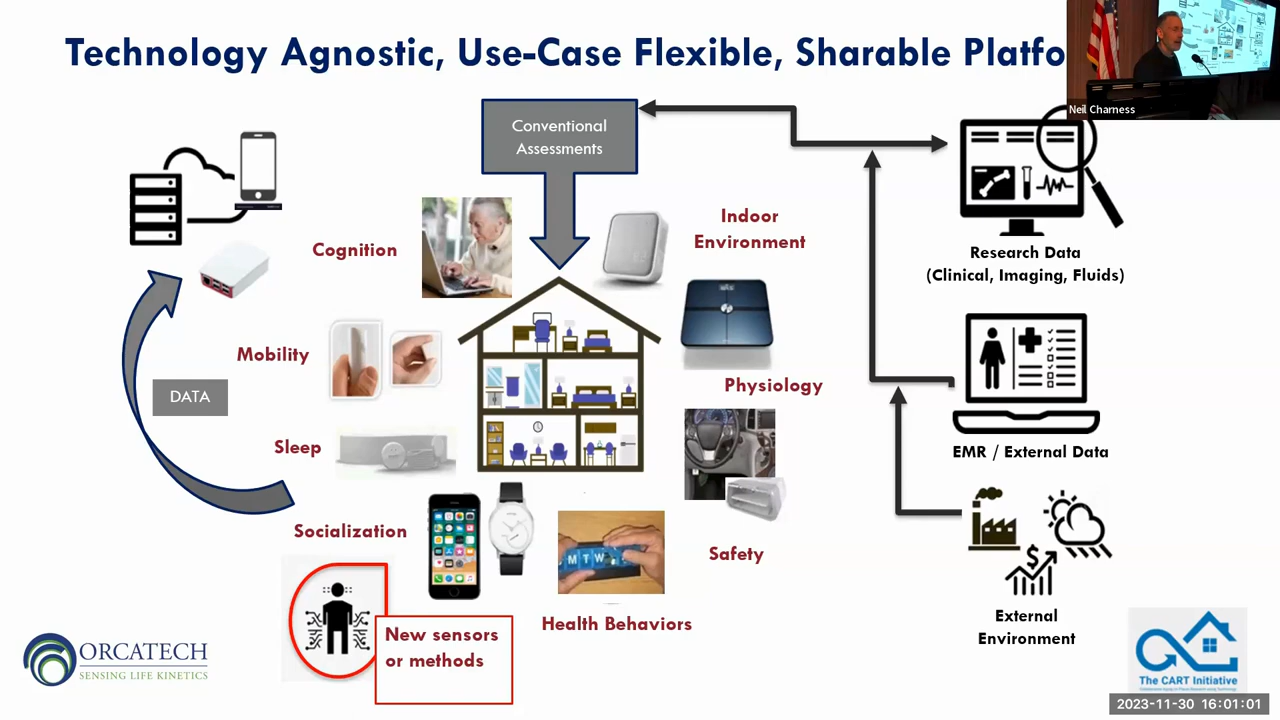 Technology Agnostic, Use-Case Flexible, Sharable Platfo
Neil Charness
Conventional
Assessments
Cognition
Indoor
Environment
Research Data
(Clinical, Imaging, Fluids)
Mobility
DATA
Physiology
Sleep
EMR / External Data
Socialization
M T W
Safety
New sensors
or methods
Health Behaviors
External
Environment
ORCATECH
SENSING LIFE KINETICS
The CART Initiative
2023-11-30 16:01:01